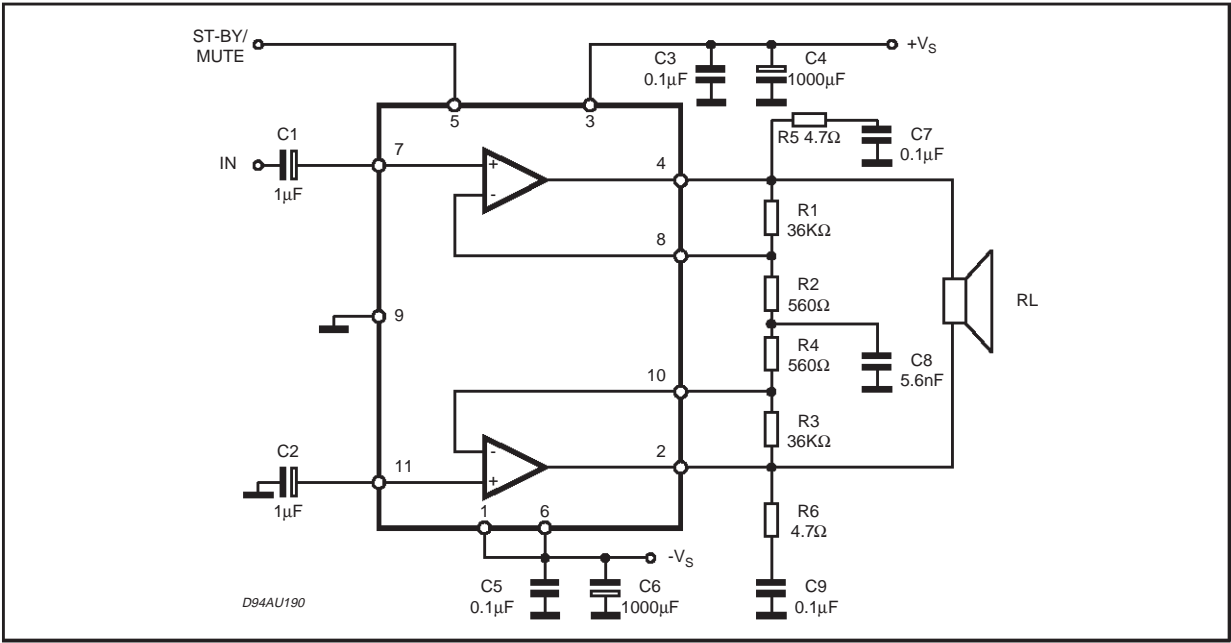 ST-BY/
MUTE
+VS
C3
0.1µF
C4
1000µF
5
3
R5 4.7Ω
C7
0.1µF
C1
IN
1µF
7
+
-
4
R1
36KΩ
8
R2
560Ω
RL
9
R4
560Ω
C8
5.6nF
10
R3
36KΩ
C2
1µF
11
-
+
2
1
6
R6
4.7Ω
-VS
C5
0.1µF
C6
1000µF
C9
0.1µF
D94AU190